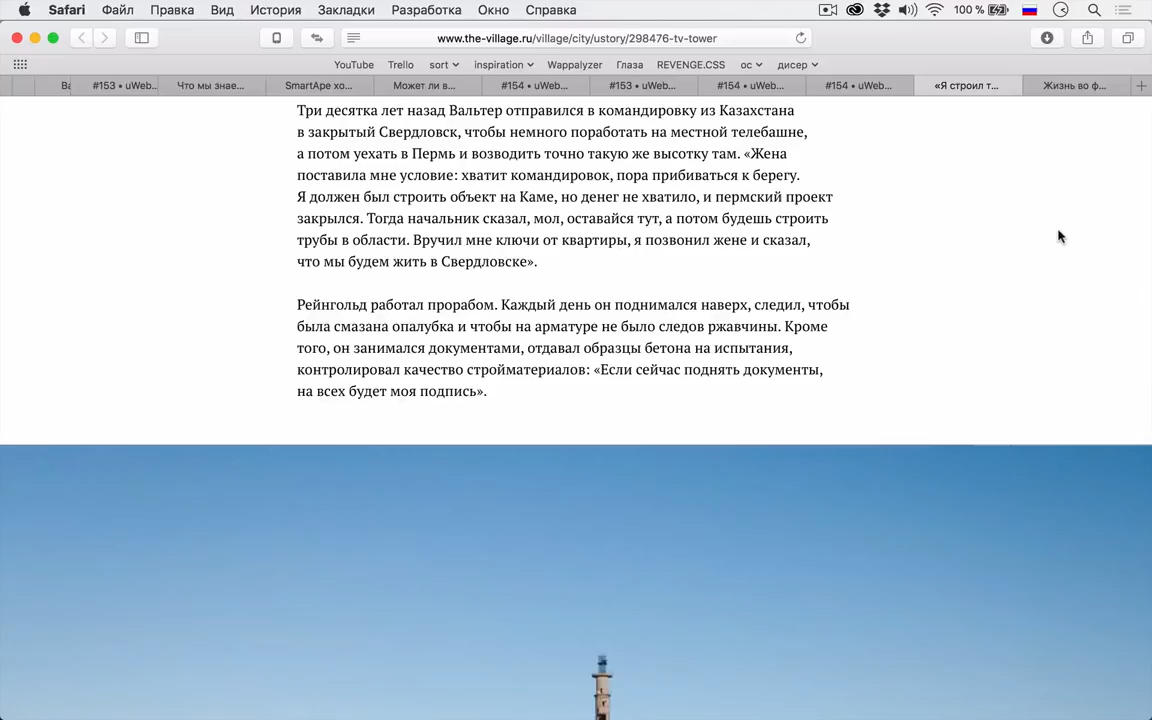 Safari Файл Правка Вид История Закладки Разработка Окно Справка 100 %
www.the-village.ru/village/city/ustory/298476-tv-tower
YouTube Trello sort inspiration Wappalyzer Глаза REVENGE.CSS ос дисер
Ва #153 • uWeb... Что мы знае... SmartApe хо... Может ли в... #154 • uWeb... #153 • uWeb... #154 • uWeb... #154 • uWeb... «Я строил т... Жизнь во ф...
Три десятка лет назад Вальтер отправился в командировку из Казахстана
в закрытый Свердловск, чтобы немного поработать на местной телебашне,
а потом уехать в Пермь и возводить точно такую же высотку там. «Жена
поставила мне условие: хватит командировок, пора прибиваться к берегу.
Я должен был строить объект на Каме, но денег не хватило, и пермский проект
закрылся. Тогда начальник сказал, мол, оставайся тут, а потом будешь строить
трубы в области. Вручил мне ключи от квартиры, я позвонил жене и сказал,
что мы будем жить в Свердловске».
Рейнгольд работал прорабом. Каждый день он поднимался наверх, следил, чтобы
была смазана опалубка и чтобы на арматуре не было следов ржавчины. Кроме
того, он занимался документами, отдавал образцы бетона на испытания,
контролировал качество стройматериалов: «Если сейчас поднять документы,
на всех будет моя подпись».